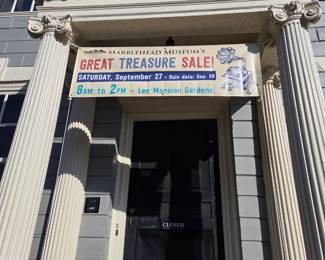 Marblehead Museum's
GREAT TREASURE SALE!
SATURDAY, September 27 - Rain date: Sep. 28
8AM to 2PM - Lee Mansion Gardens
CLOSED